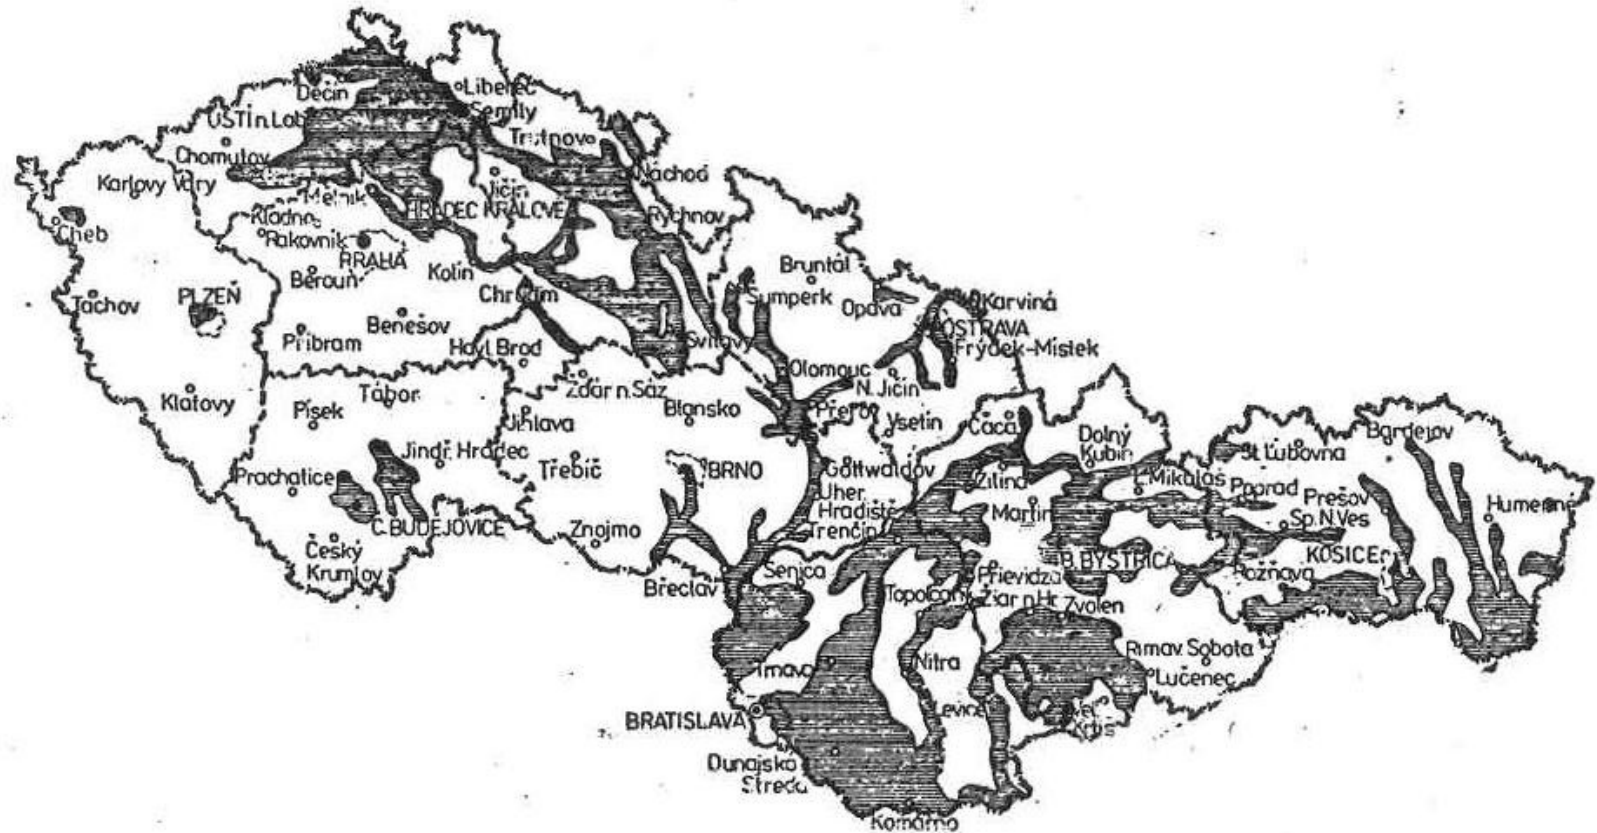 Děčín
Liberec
Semily
ÚSTÍ n. Lab
Trutnov
Chomutov
Karlovy Vary
Náchod
Jičín
Mělník
HRADEC KRÁLOVÉ
Rychnov
Kladno
Cheb
Rakovník
PRAHA
Beroun
Kolín
Bruntál
Tachov
PLZEŇ
Chrudim
Šumperk
Opava
Karviná
OSTRAVA
Benešov
Příbram
Havl. Brod
Svitavy
Frýdek-Místek
Olomouc
N. Jičín
Žďár n. Sáz
Klatovy
Písek
Tábor
Blansko
Přerov
Jihlava
Vsetín
Čaca
Dolný
Kubín
Bardejov
Jindř. Hradec
St. Ľubovňa
Třebíč
BRNO
Gottwaldov
Prachatice
Žilina
L. Mikuláš
Poprad
Prešov
Uher.
Hradiště
Humenné
Martin
Sp. N. Ves
Č. BUDĚJOVICE
Znojmo
Trenčín
Český
Krumlov
B. BYSTRICA
KOŠICE
Břeclav
Senica
Prievidza
Rožňava
Topoľčany
Žiar n. Hr.
Zvolen
Trnava
Nitra
Rimav. Sobota
Lučenec
BRATISLAVA
Levice
Dunajská
Streda
Komárno